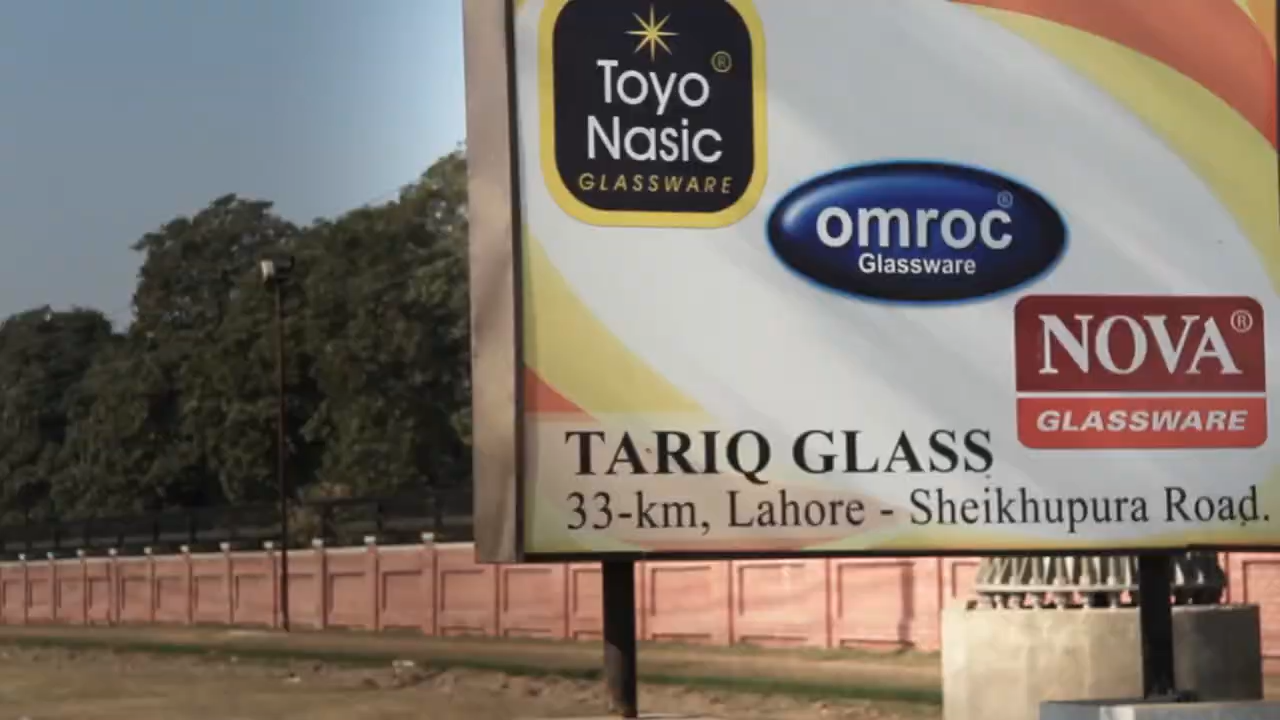 Toyo®
Nasic
GLASSWARE
omroc®
Glassware
NOVA®
GLASSWARE
TARIQ GLASS
33-km, Lahore - Sheikhupura Road.